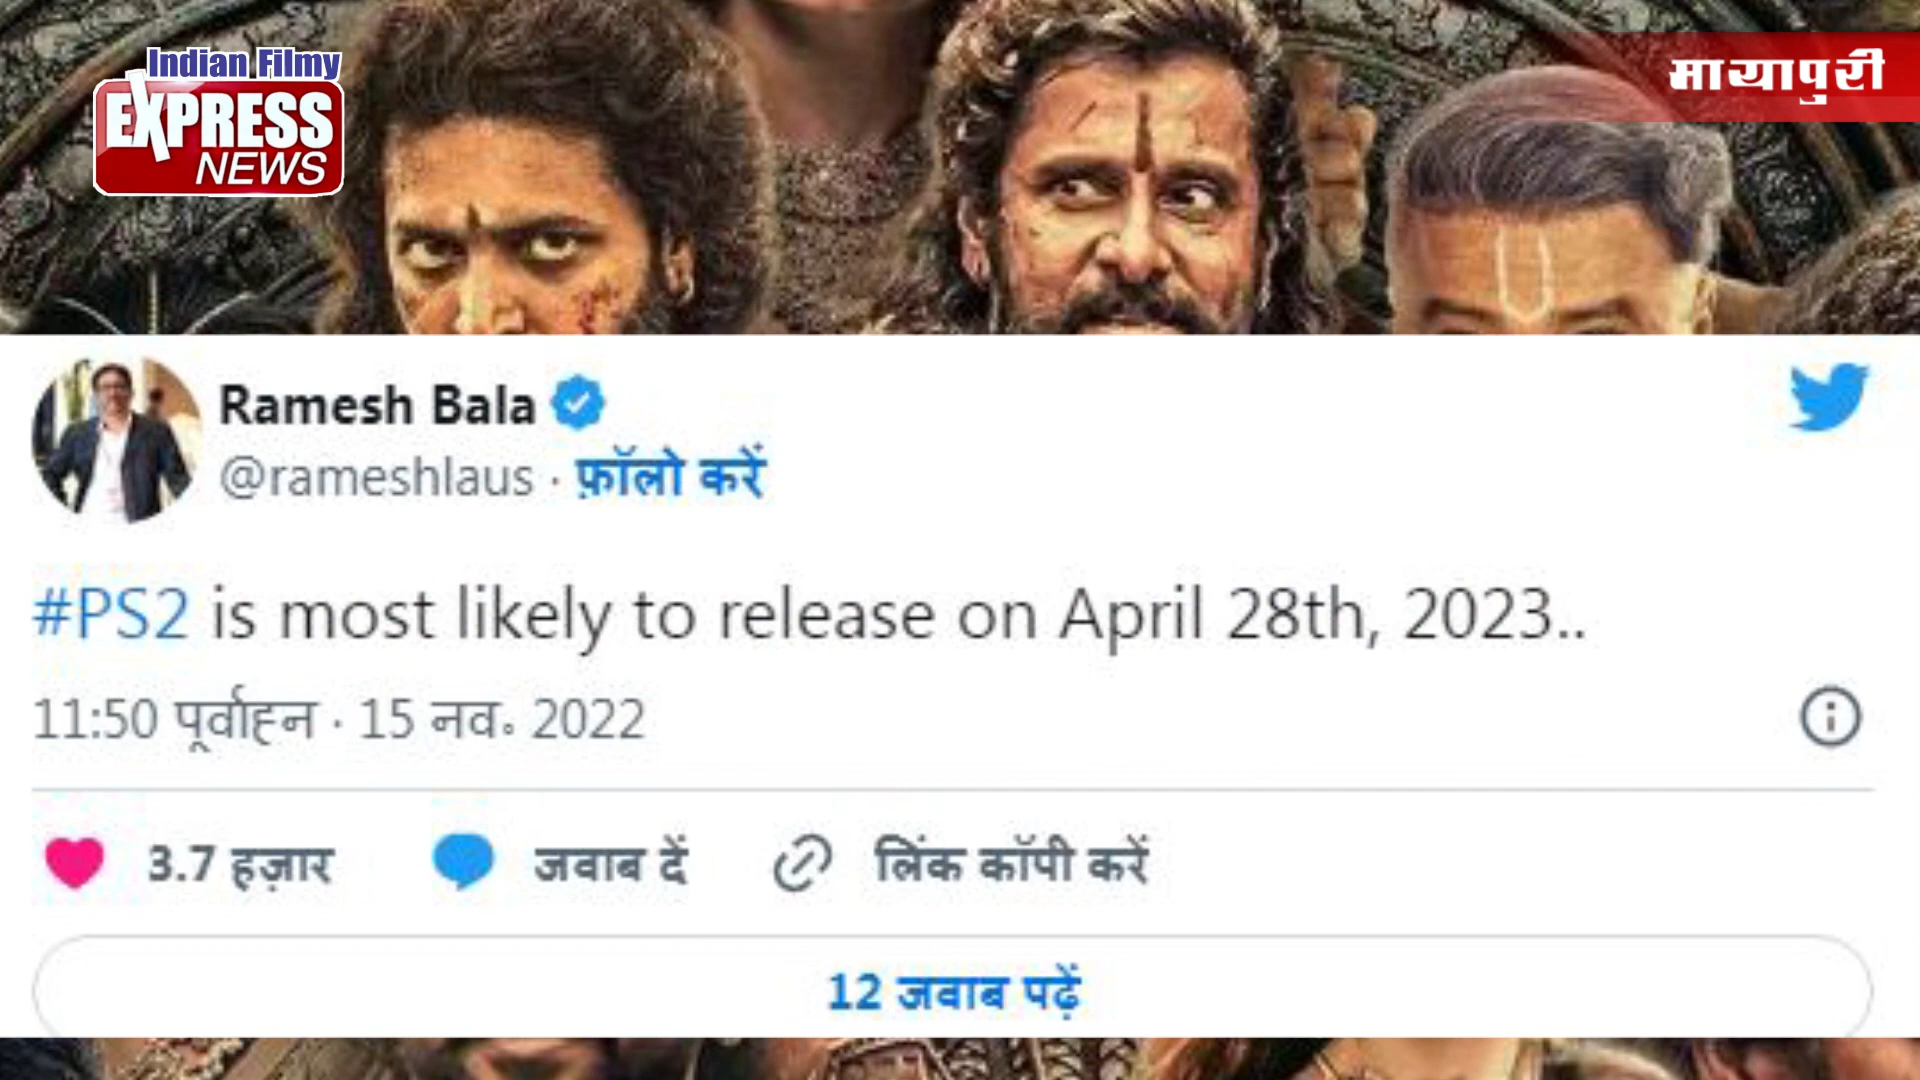 Indian Filmy
EXPRESS
NEWS
मायापुरी
Ramesh Bala
@rameshlaus · फ़ॉलो करें
#PS2 is most likely to release on April 28th, 2023..
11:50 पूर्वाह्न · 15 नव॰ 2022
3.7 हज़ार जवाब दें लिंक कॉपी करें
12 जवाब पढ़ें